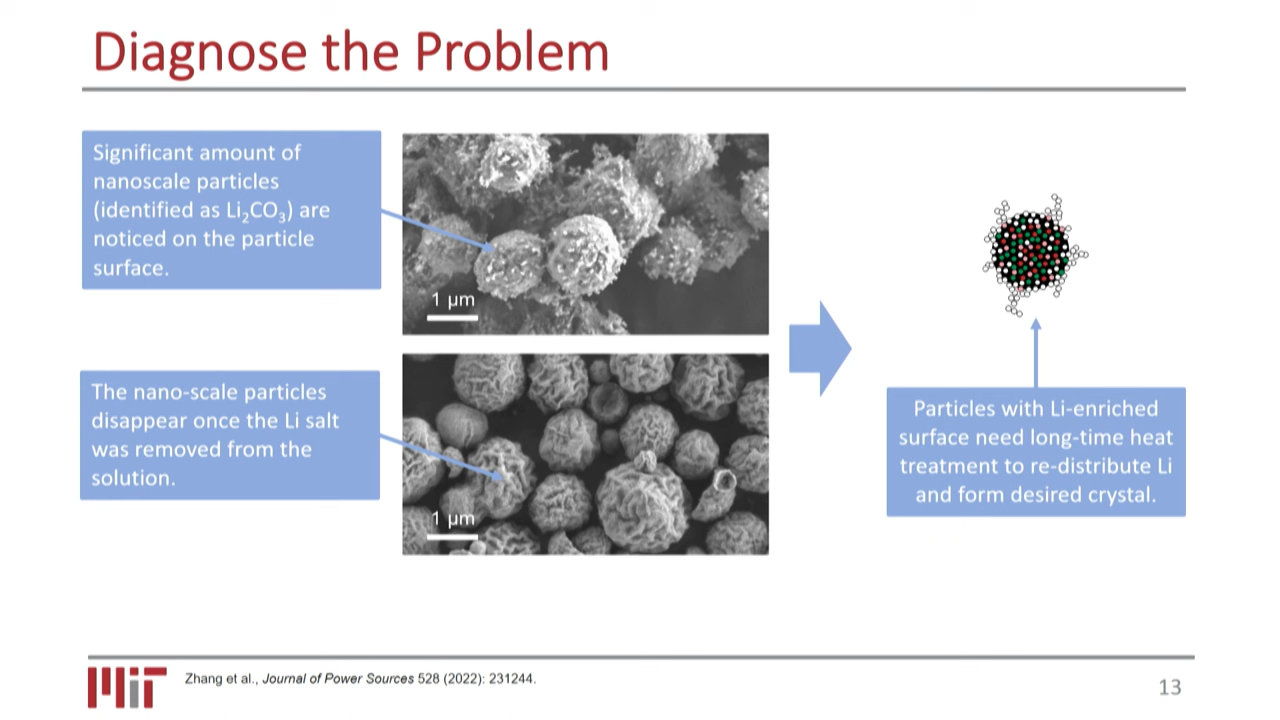 Diagnose the Problem
Significant amount of
nanoscale particles
(identified as Li₂CO₃) are
noticed on the particle
surface.
1 μm
The nano-scale particles
disappear once the Li salt
was removed from the
solution.
1 μm
Particles with Li-enriched
surface need long-time heat
treatment to re-distribute Li
and form desired crystal.
MIT
Zhang et al., Journal of Power Sources 528 (2022): 231244.
13